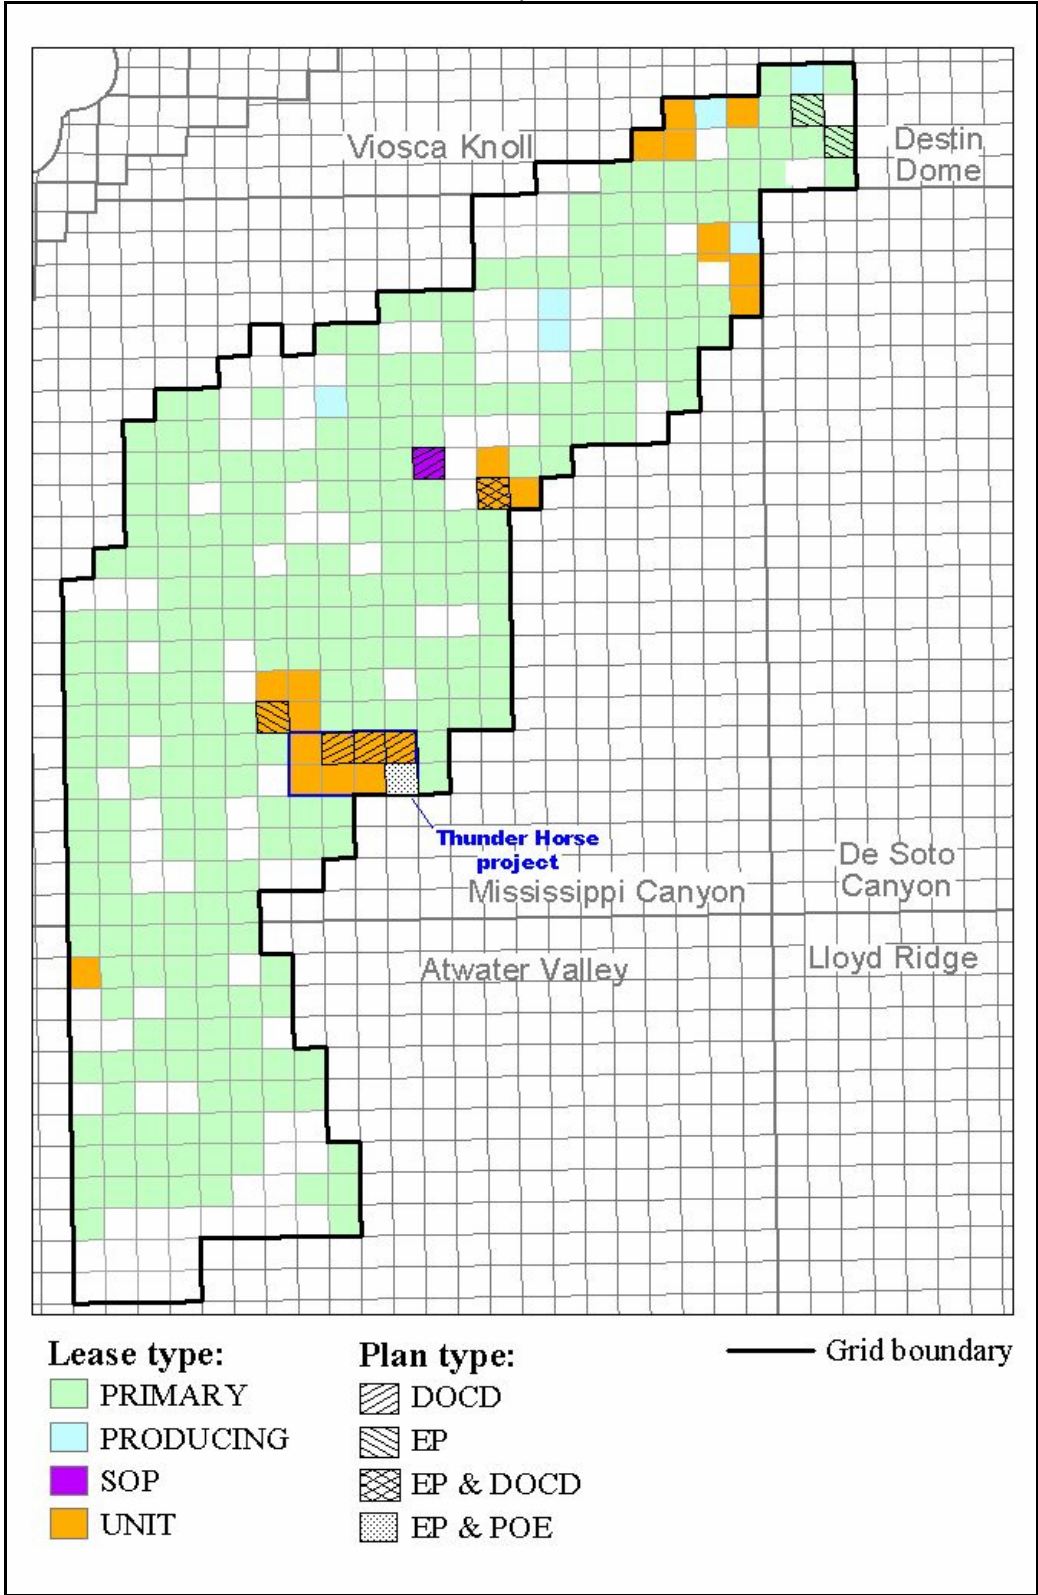 Viosca Knoll
Destin
Dome
Thunder Horse
project
De Soto
Canyon
Mississippi Canyon
Atwater Valley
Lloyd Ridge
Lease type:
PRIMARY
PRODUCING
SOP
UNIT
Plan type:
DOCD
EP
EP & DOCD
EP & POE
Grid boundary